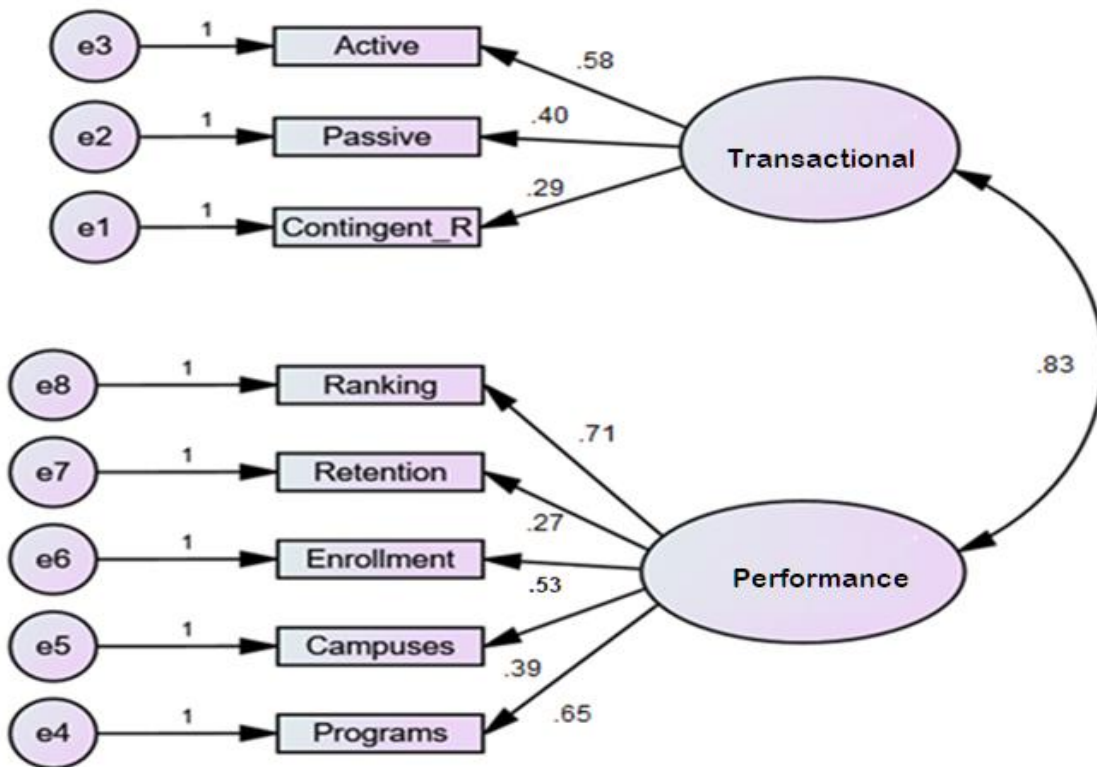 e3 1 Active
.58
e2 1 Passive
.40
Transactional
e1 1 Contingent_R
.29
.83
e8 1 Ranking
.71
e7 1 Retention
.27
e6 1 Enrollment
.53
Performance
e5 1 Campuses
.39
e4 1 Programs
.65